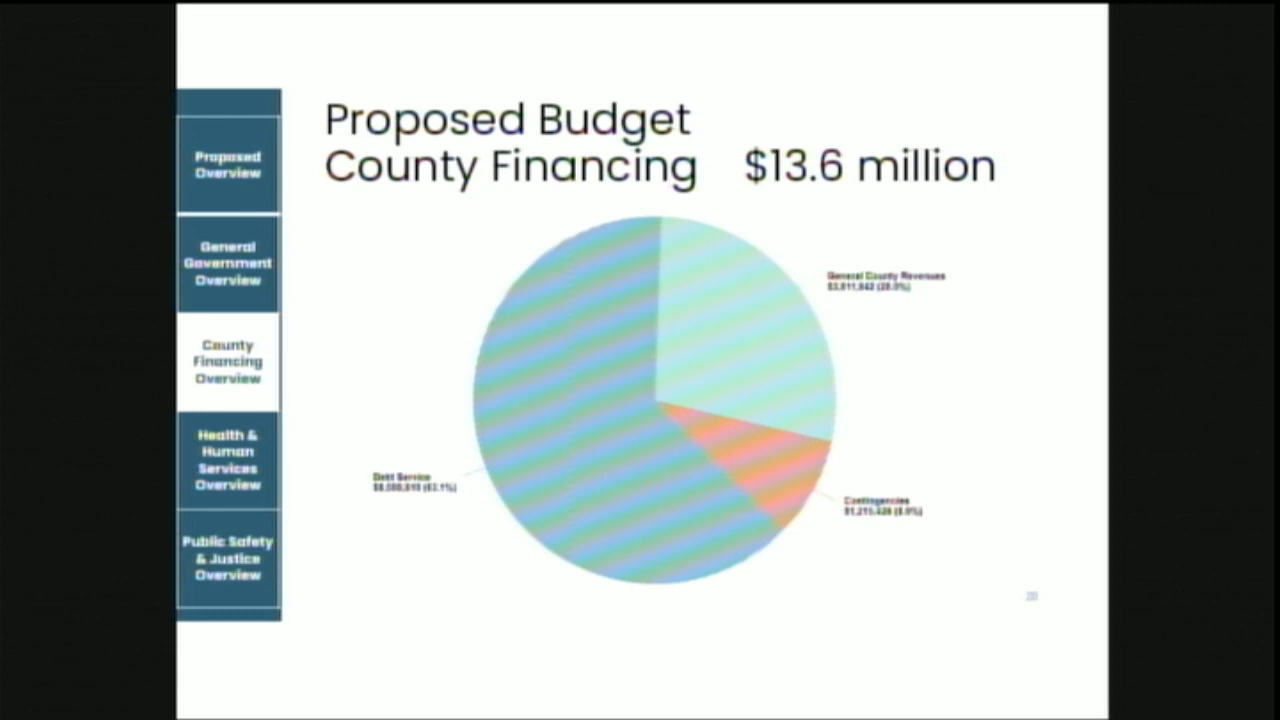 Proposed Budget
County Financing $13.6 million
Proposed
Overview
General
Government
Overview
County
Financing
Overview
Health &
Human
Services
Overview
Public Safety
& Justice
Overview
General County Revenues
Debt Service
Contingencies
20